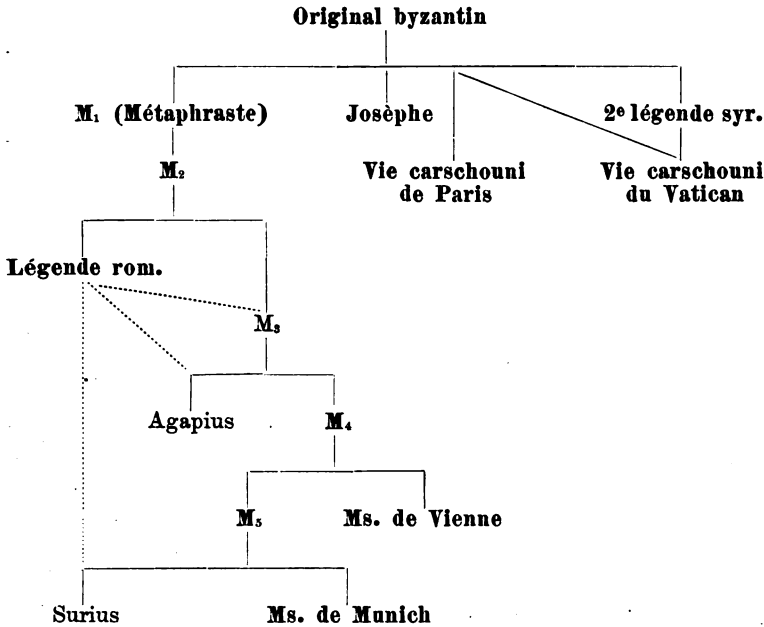 Original byzantin
M₁ (Métaphraste)
Josèphe
2e légende syr.
M₂
Vie carschouni
de Paris
Vie carschouni
du Vatican
Légende rom.
M₃
Agapius
M₄
M₅
Ms. de Vienne
Surius
Ms. de Munich